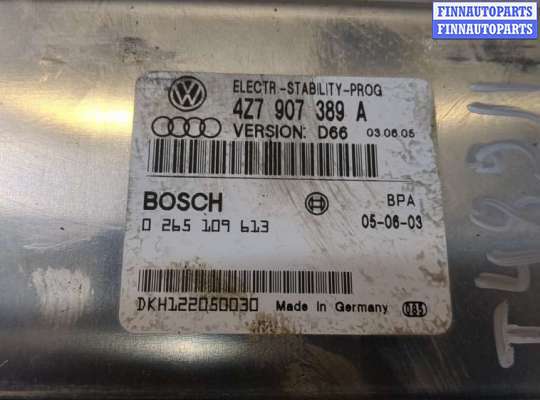 FINNAUTOPARTS
FINNAUTOPARTS
ELECTR.-STABILITY-PROG
4Z7 907 389 A
VERSION: D66 03.06.05
BOSCH BPA
0 265 109 613 05-06-03
DKH122050030 Made in Germany 085